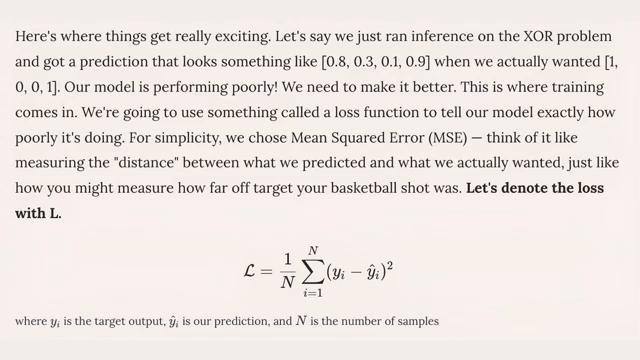 Here's where things get really exciting. Let's say we just ran inference on the XOR problem
and got a prediction that looks something like [0.8, 0.3, 0.1, 0.9] when we actually wanted [1,
0, 0, 1]. Our model is performing poorly! We need to make it better. This is where training
comes in. We're going to use something called a loss function to tell our model exactly how
poorly it's doing. For simplicity, we chose Mean Squared Error (MSE) — think of it like
measuring the "distance" between what we predicted and what we actually wanted, just like
how you might measure how far off target your basketball shot was. Let's denote the loss
with L.
ℒ = 1/N ∑_{i=1}^{N} (y_i − ŷ_i)²
where y_i is the target output, ŷ_i is our prediction, and N is the number of samples